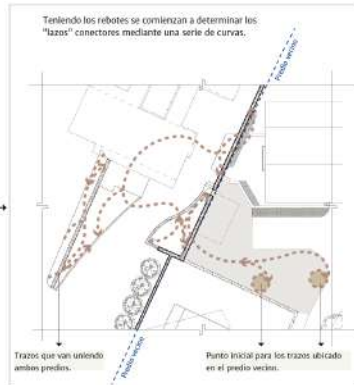 Teniendo los rebotes se comienzan a determinar los
"lazos" conectores mediante una serie de curvas.
Predio vecino
Predio vecino
Trazos que van uniendo
ambos predios.
Punto inicial para los trazos ubicado
en el predio vecino.